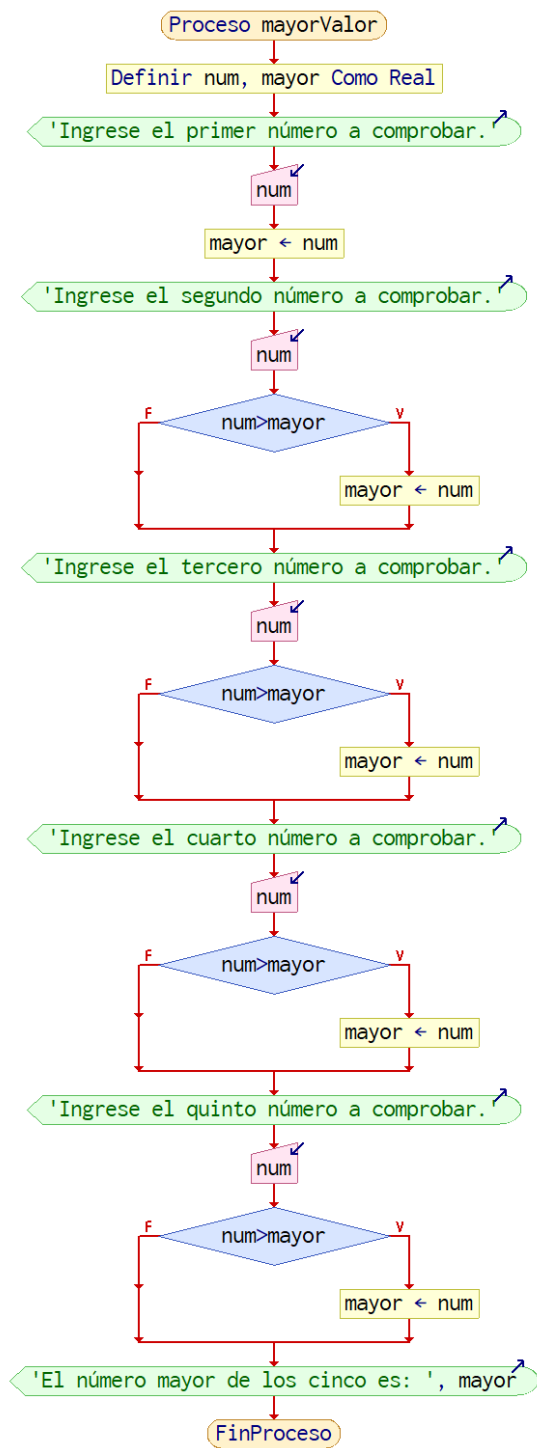 Proceso mayorValor
Definir num, mayor Como Real
'Ingrese el primer número a comprobar.'
num
mayor ← num
'Ingrese el segundo número a comprobar.'
num
num>mayor
F
V
mayor ← num
'Ingrese el tercero número a comprobar.'
num
num>mayor
F
V
mayor ← num
'Ingrese el cuarto número a comprobar.'
num
num>mayor
F
V
mayor ← num
'Ingrese el quinto número a comprobar.'
num
num>mayor
F
V
mayor ← num
'El número mayor de los cinco es: ', mayor
FinProceso